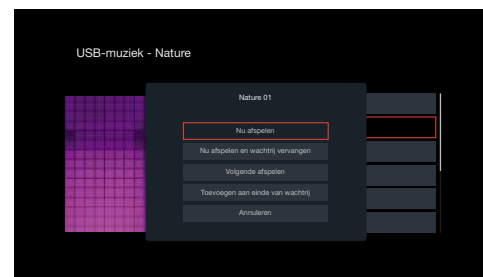 USB-muziek - Nature
Nature 01
Nu afspelen
Nu afspelen en wachtrij vervangen
Volgende afspelen
Toevoegen aan einde van wachtrij
Annuleren